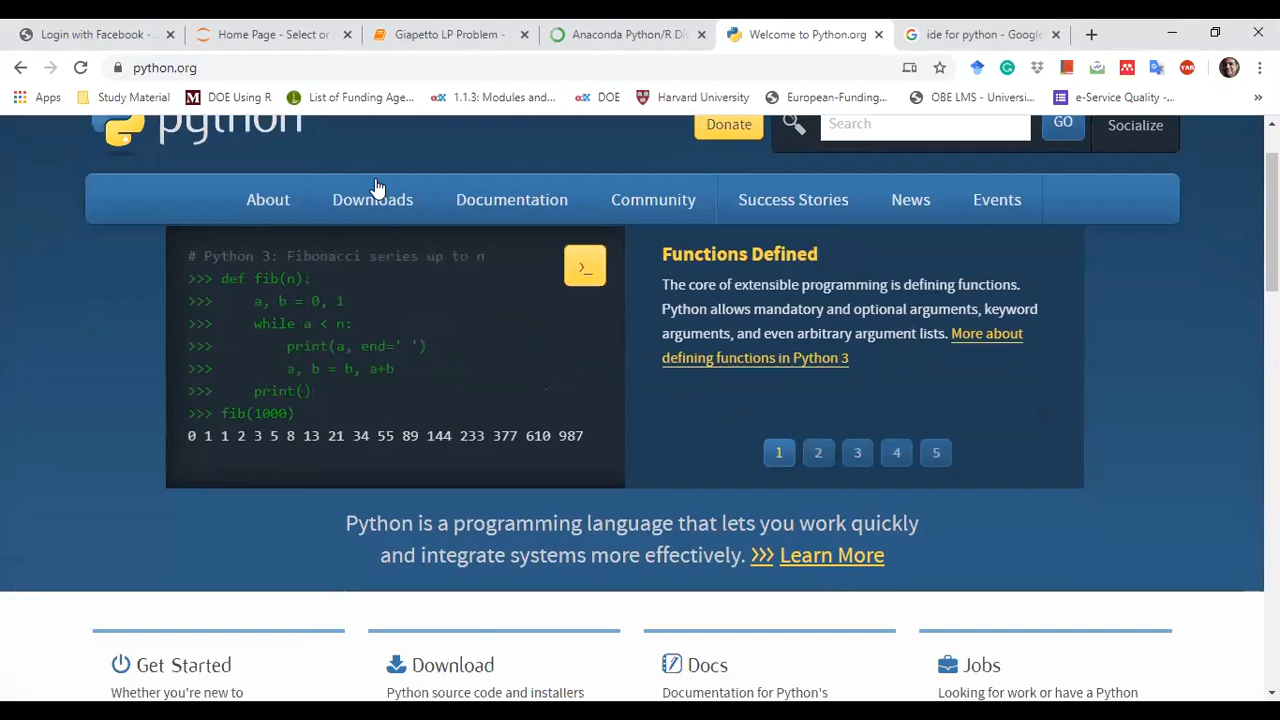 Login with Facebook -
Home Page - Select or
Giapetto LP Problem -
Anaconda Python/R Di
Welcome to Python.org
ide for python - Google
python.org
Apps
Study Material
DOE Using R
List of Funding Age...
1.1.3: Modules and...
DOE
Harvard University
European-Funding...
OBE LMS - Universi...
e-Service Quality -...
python
Donate
Search
GO
Socialize
About
Downloads
Documentation
Community
Success Stories
News
Events
# Python 3: Fibonacci series up to n
>>> def fib(n):
>>> a, b = 0, 1
>>> while a < n:
>>> print(a, end=' ')
>>> a, b = b, a+b
>>> print()
>>> fib(1000)
0 1 1 2 3 5 8 13 21 34 55 89 144 233 377 610 987
>_
Functions Defined
The core of extensible programming is defining functions.
Python allows mandatory and optional arguments, keyword
arguments, and even arbitrary argument lists. More about
defining functions in Python 3
1 2 3 4 5
Python is a programming language that lets you work quickly
and integrate systems more effectively. >>> Learn More
Get Started
Whether you're new to
Download
Python source code and installers
Docs
Documentation for Python's
Jobs
Looking for work or have a Python